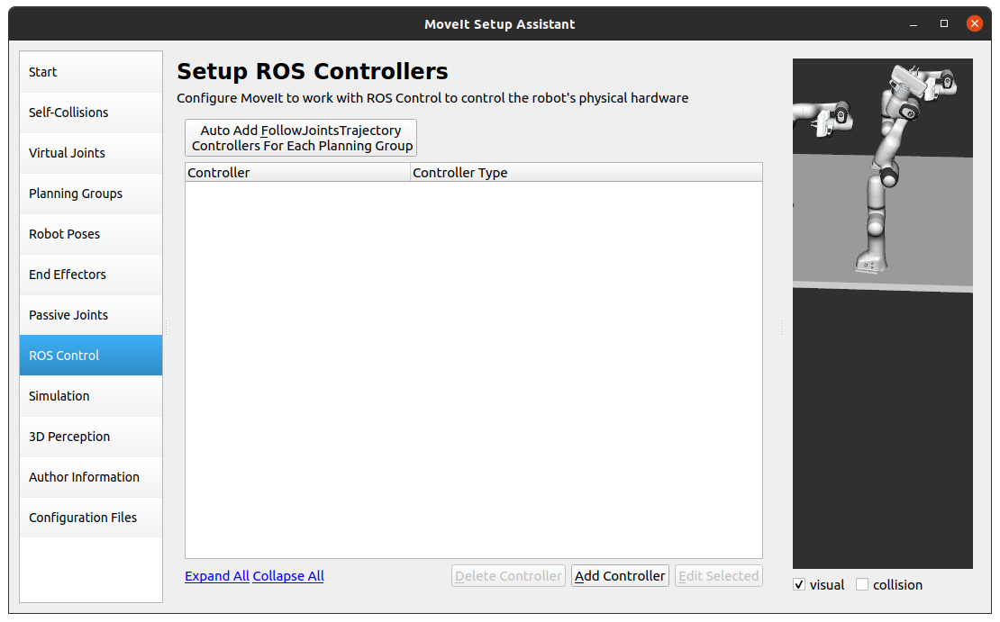 MoveIt Setup Assistant
Start
Self-Collisions
Virtual Joints
Planning Groups
Robot Poses
End Effectors
Passive Joints
ROS Control
Simulation
3D Perception
Author Information
Configuration Files
Setup ROS Controllers
Configure MoveIt to work with ROS Control to control the robot's physical hardware
Auto Add FollowJointsTrajectory
Controllers For Each Planning Group
Controller Controller Type
Expand All Collapse All Delete Controller Add Controller Edit Selected
visual collision